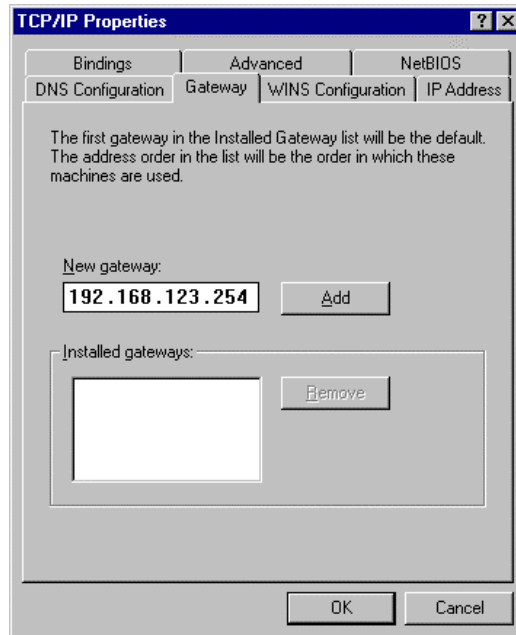 TCP/IP Properties
Bindings
Advanced
NetBIOS
DNS Configuration
Gateway
WINS Configuration
IP Address
The first gateway in the Installed Gateway list will be the default.
The address order in the list will be the order in which these
machines are used.
New gateway:
192.168.123.254
Add
Installed gateways:
Remove
OK
Cancel